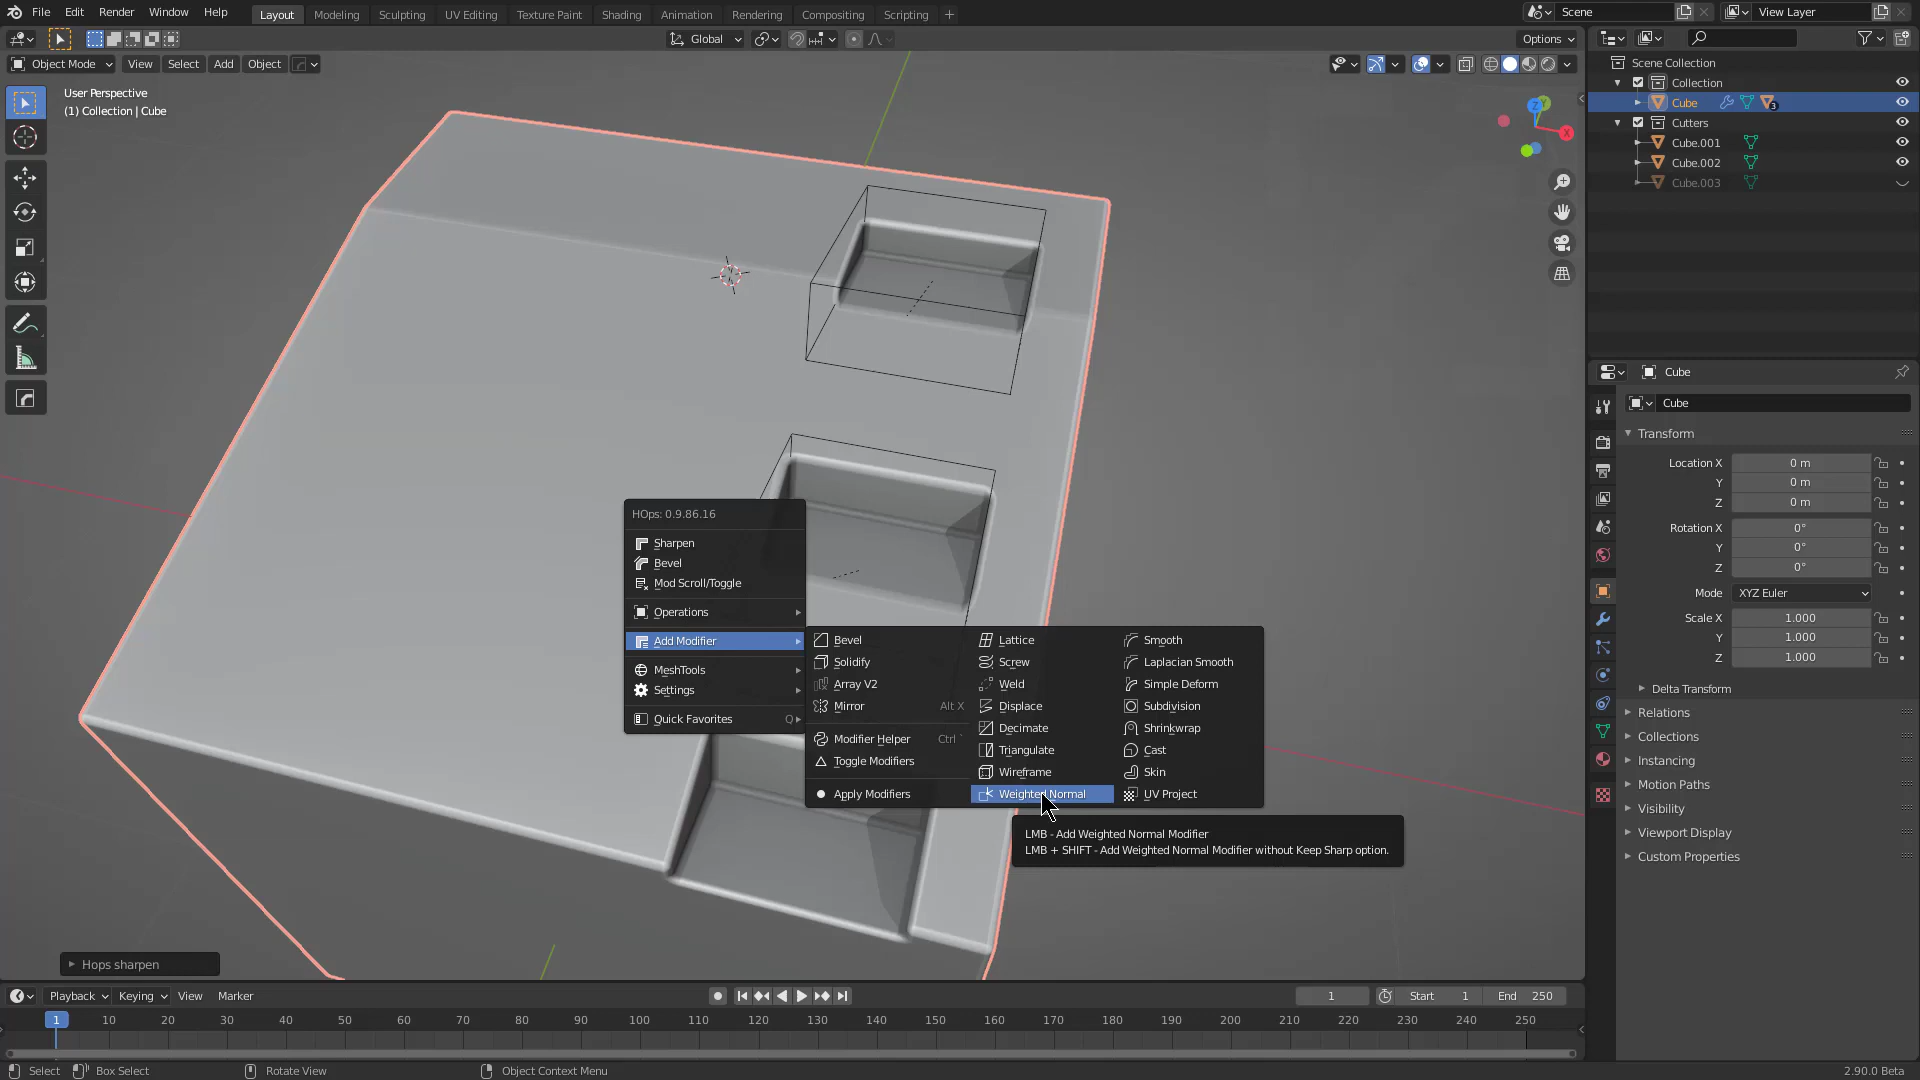 File Edit Render Window Help Layout Modeling Sculpting UV Editing Texture Paint Shading Animation Rendering Compositing Scripting + Scene View Layer
Global Options
Object Mode View Select Add Object
User Perspective
(1) Collection | Cube
Z Y X
Scene Collection
Collection
Cube 3
Cutters
Cube.001
Cube.002
Cube.003
HOps: 0.9.86.16
Sharpen
Bevel
Mod Scroll/Toggle
Operations
Add Modifier
MeshTools
Settings
Quick Favorites Q
Bevel Lattice Smooth
Solidify Screw Laplacian Smooth
Array V2 Weld Simple Deform
Mirror Alt X Displace Subdivision
Decimate Shrinkwrap
Modifier Helper Ctrl `
Triangulate Cast
Toggle Modifiers
Wireframe Skin
Apply Modifiers Weighted Normal UV Project
LMB - Add Weighted Normal Modifier
LMB + SHIFT - Add Weighted Normal Modifier without Keep Sharp option.
Cube
Cube
Transform
Location X 0 m
Y 0 m
Z 0 m
Rotation X 0°
Y 0°
Z 0°
Mode XYZ Euler
Scale X 1.000
Y 1.000
Z 1.000
Delta Transform
Relations
Collections
Instancing
Motion Paths
Visibility
Viewport Display
Custom Properties
Hops sharpen
Playback Keying View Marker 1 Start 1 End 250
1 10 20 30 40 50 60 70 80 90 100 110 120 130 140 150 160 170 180 190 200 210 220 230 240 250
Select Box Select Rotate View Object Context Menu 2.90.0 Beta